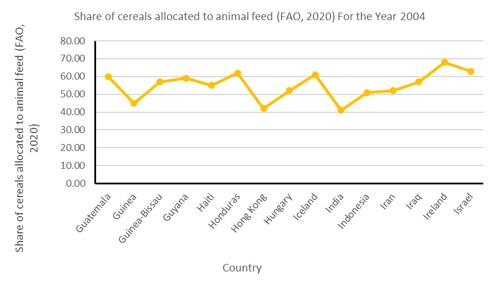 Share of cereals allocated to animal feed (FAO, 2020) For the Year 2004
Share of cereals allocated to animal feed (FAO,
2020)
80.00
70.00
60.00
50.00
40.00
30.00
20.00
10.00
0.00
Guatemala
Guinea
Guinea-Bissau
Guyana
Haiti
Honduras
Hong Kong
Hungary
Iceland
India
Indonesia
Iran
Iraq
Ireland
Israel
Country